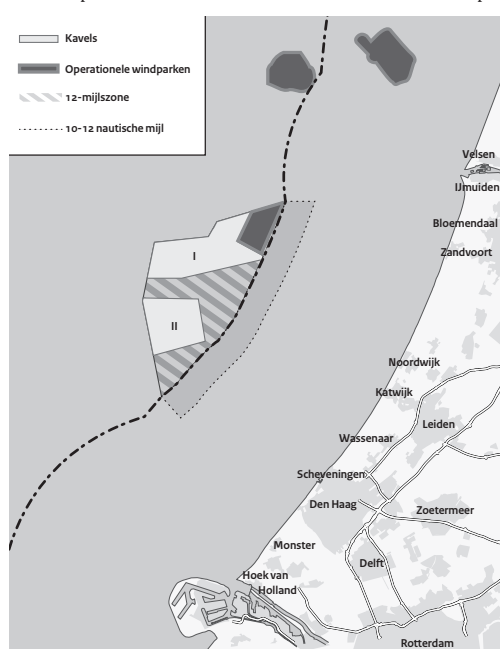 Kavels
Operationele windparken
12-mijlszone
10-12 nautische mijl
Velsen
IJmuiden
Bloemendaal
Zandvoort
I
II
Noordwijk
Katwijk
Leiden
Wassenaar
Scheveningen
Den Haag
Zoetermeer
Monster
Delft
Hoek van
Holland
Rotterdam